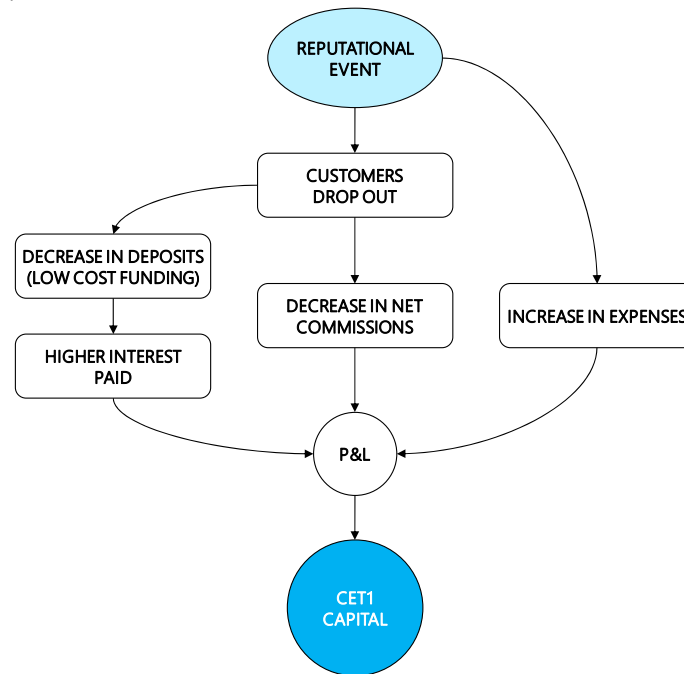 REPUTATIONAL
EVENT
CUSTOMERS
DROP OUT
DECREASE IN DEPOSITS
(LOW COST FUNDING)
DECREASE IN NET
COMMISSIONS
INCREASE IN EXPENSES
HIGHER INTEREST
PAID
P&L
CET1
CAPITAL